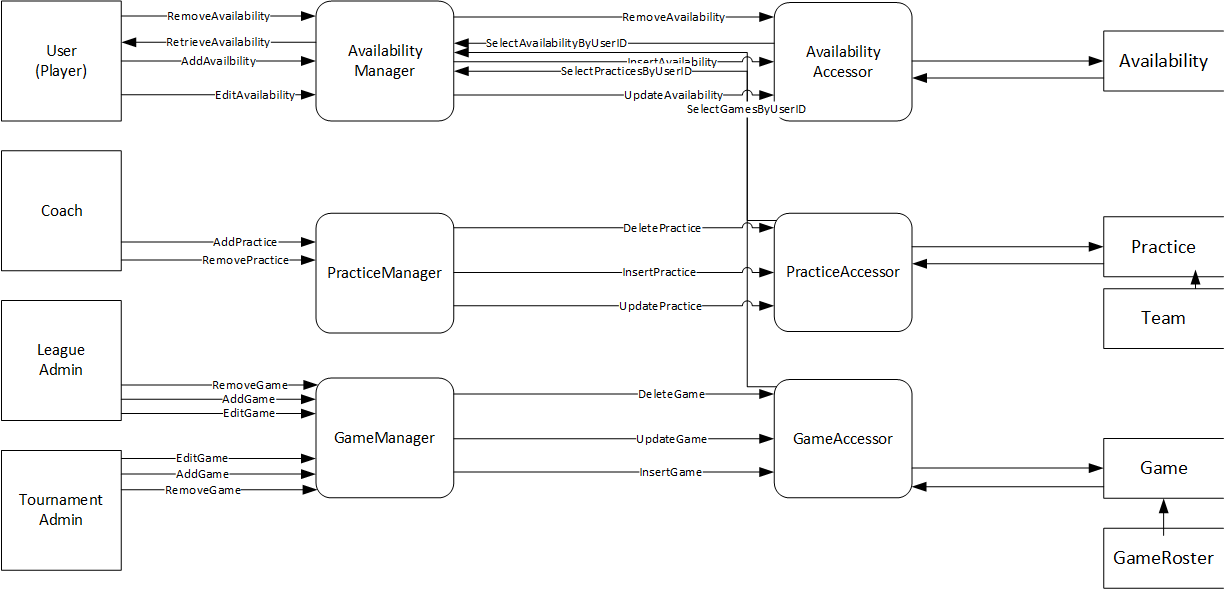 User
(Player)
RemoveAvailability
RetrieveAvailability
AddAvailbility
EditAvailability
Availability
Manager
RemoveAvailability
SelectAvailabilityByUserID
InsertAvailability
SelectPracticesByUserID
UpdateAvailability
SelectGamesByUserID
Availability
Accessor
Availability
Coach
AddPractice
RemovePractice
PracticeManager
DeletePractice
InsertPractice
UpdatePractice
PracticeAccessor
Practice
Team
League
Admin
RemoveGame
AddGame
EditGame
GameManager
DeleteGame
UpdateGame
InsertGame
GameAccessor
Game
Tournament
Admin
EditGame
AddGame
RemoveGame
GameRoster